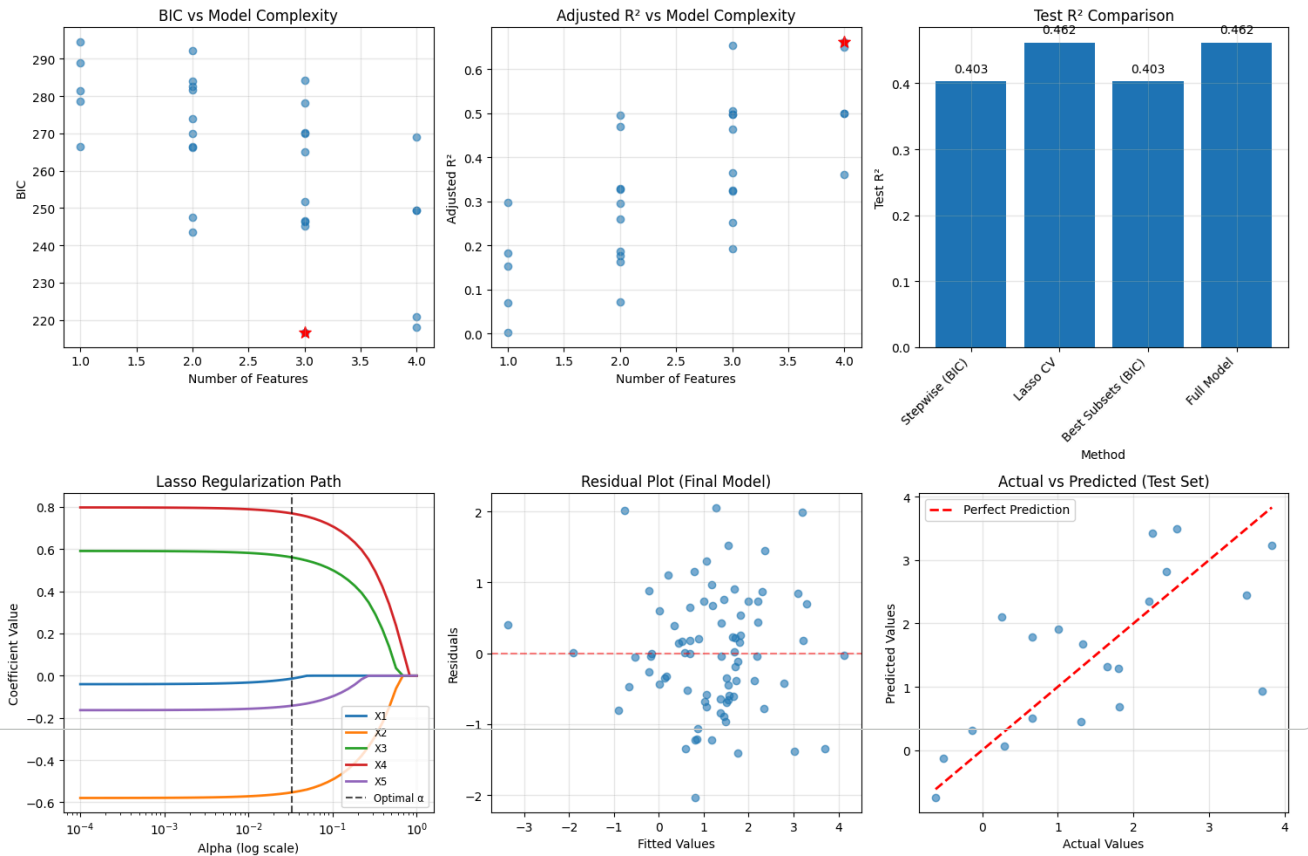 BIC vs Model Complexity
BIC
290
280
270
260
250
240
230
220
1.0 1.5 2.0 2.5 3.0 3.5 4.0
Number of Features
Adjusted R² vs Model Complexity
Adjusted R²
0.6
0.5
0.4
0.3
0.2
0.1
0.0
1.0 1.5 2.0 2.5 3.0 3.5 4.0
Number of Features
Test R² Comparison
Test R²
0.4
0.3
0.2
0.1
0.0
0.403 0.462 0.403 0.462
Stepwise (BIC)
Lasso CV
Best Subsets (BIC)
Full Model
Method
Lasso Regularization Path
Coefficient Value
0.8
0.6
0.4
0.2
0.0
−0.2
−0.4
−0.6
X1
X2
X3
X4
X5
Optimal α
10⁻⁴ 10⁻³ 10⁻² 10⁻¹ 10⁰
Alpha (log scale)
Residual Plot (Final Model)
Residuals
2
1
0
−1
−2
−3 −2 −1 0 1 2 3 4
Fitted Values
Actual vs Predicted (Test Set)
Perfect Prediction
Predicted Values
4
3
2
1
0
0 1 2 3 4
Actual Values